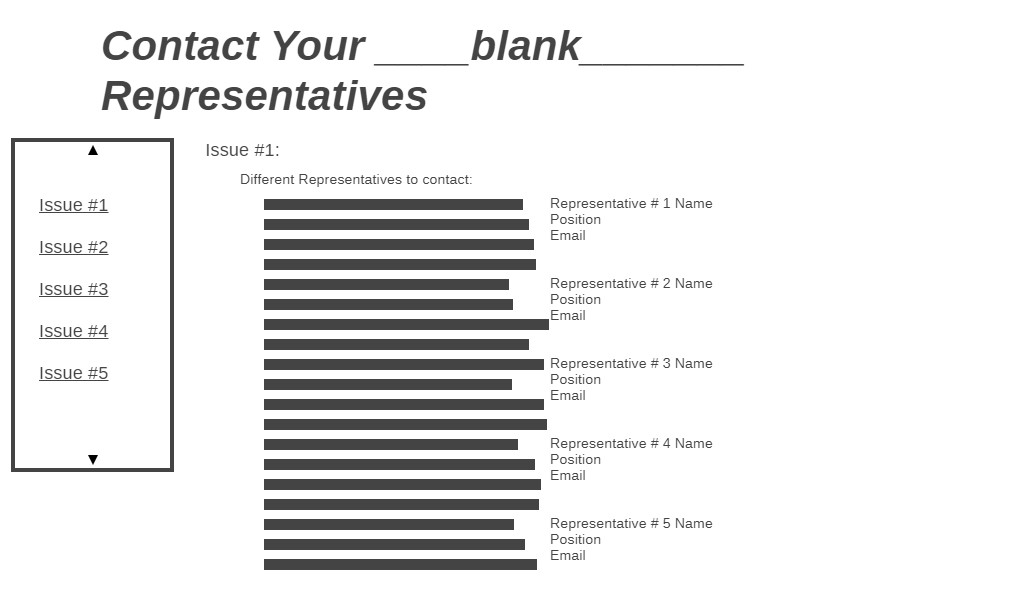 Contact Your ____blank_______
Representatives
▲
Issue #1
Issue #2
Issue #3
Issue #4
Issue #5
▼
Issue #1:
Different Representatives to contact:
Representative # 1 Name
Position
Email
Representative # 2 Name
Position
Email
Representative # 3 Name
Position
Email
Representative # 4 Name
Position
Email
Representative # 5 Name
Position
Email